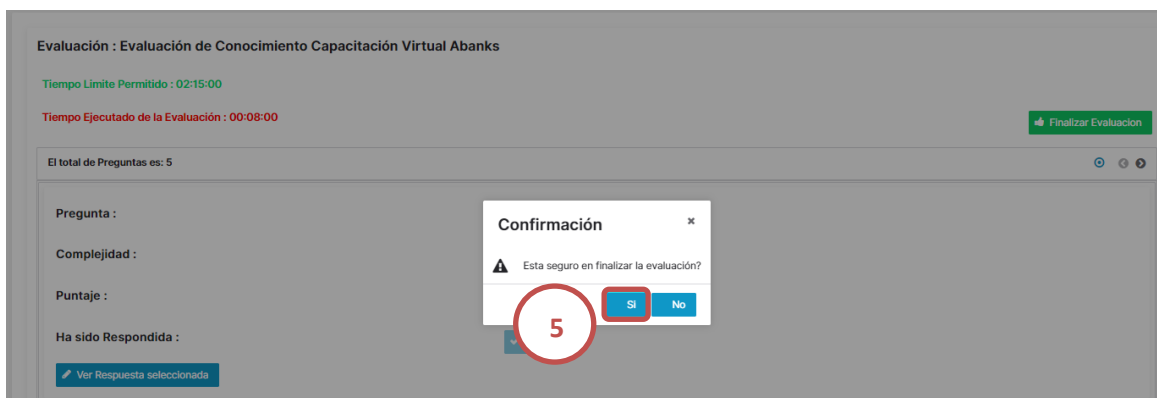 Evaluación : Evaluación de Conocimiento Capacitación Virtual Abanks
Tiempo Limite Permitido : 02:15:00
Tiempo Ejecutado de la Evaluación : 00:08:00
Finalizar Evaluacion
El total de Preguntas es: 5
Pregunta :
Confirmación
Complejidad :
Esta seguro en finalizar la evaluación?
Puntaje :
Si No
5
Ha sido Respondida :
Ver Respuesta seleccionada